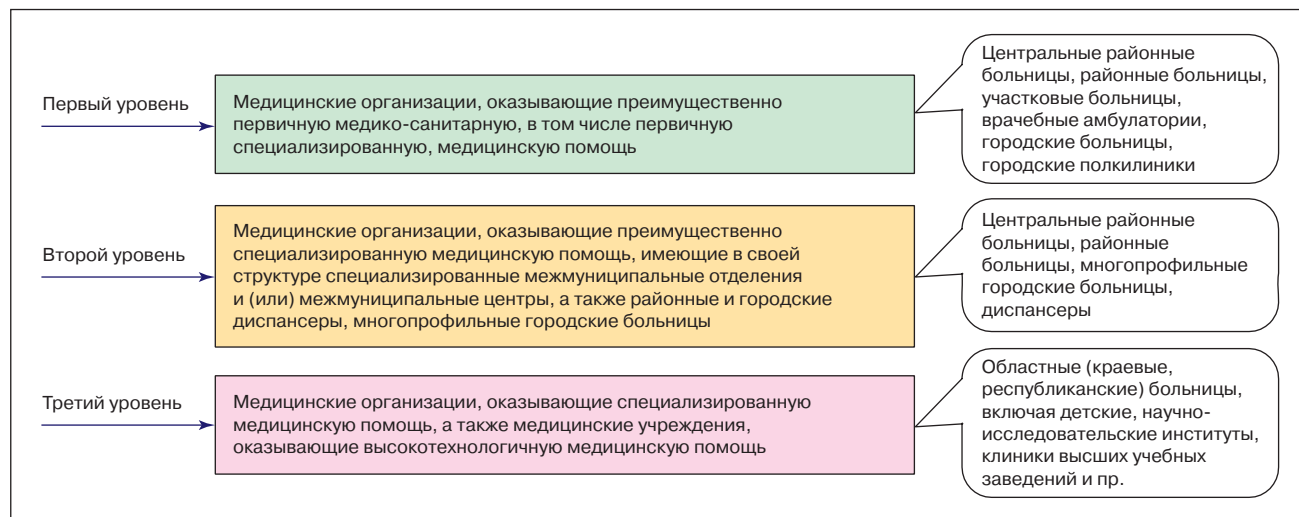 Первый уровень
Медицинские организации, оказывающие преимущественно
первичную медико-санитарную, в том числе первичную
специализированную, медицинскую помощь
Центральные районные
больницы, районные больницы,
участковые больницы,
врачебные амбулатории,
городские больницы,
городские полкилиники
Второй уровень
Медицинские организации, оказывающие преимущественно
специализированную медицинскую помощь, имеющие в своей
структуре специализированные межмуниципальные отделения
и (или) межмуниципальные центры, а также районные и городские
диспансеры, многопрофильные городские больницы
Центральные районные
больницы, районные
больницы, многопрофильные
городские больницы,
диспансеры
Третий уровень
Медицинские организации, оказывающие специализированную
медицинскую помощь, а также медицинские учреждения,
оказывающие высокотехнологичную медицинскую помощь
Областные (краевые,
республиканские) больницы,
включая детские, научно-
исследовательские институты,
клиники высших учебных
заведений и пр.